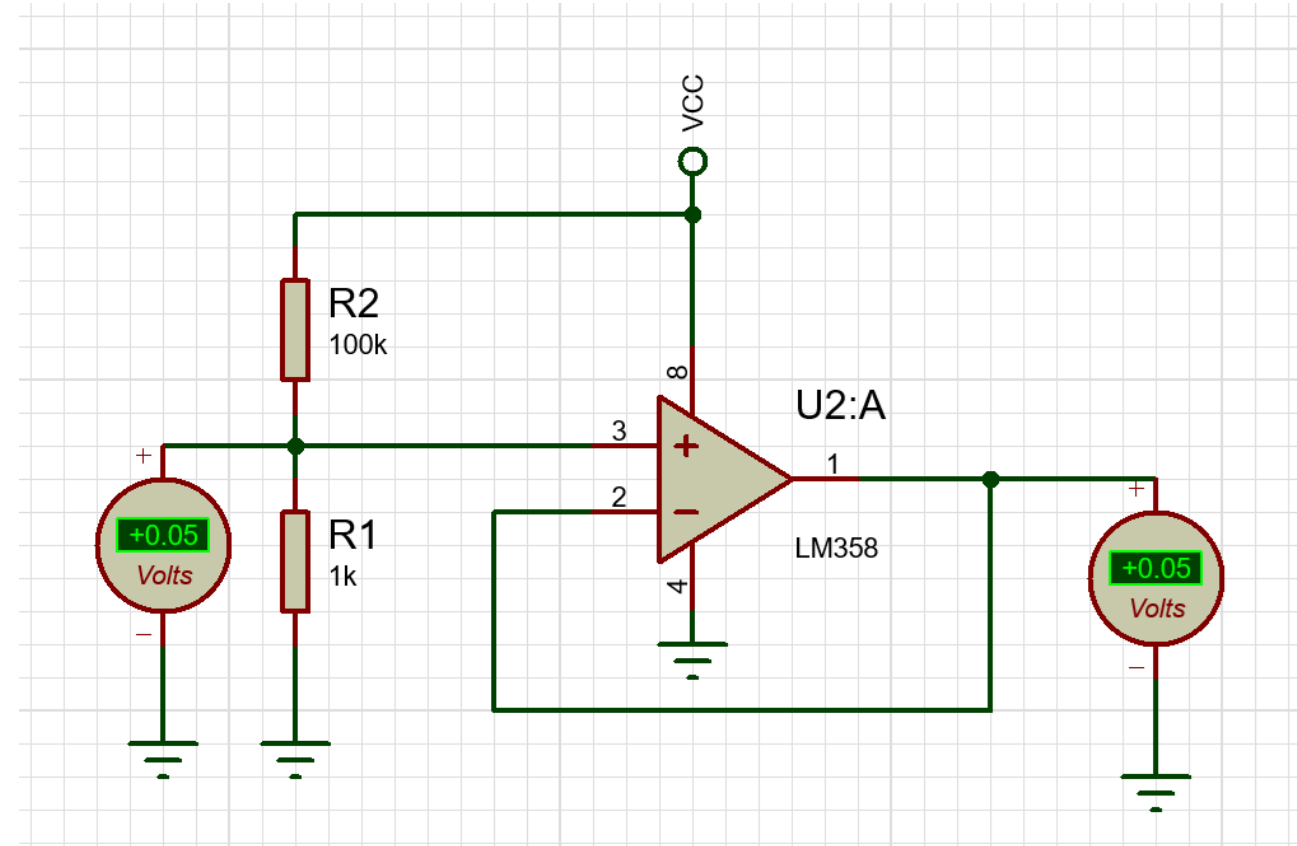 VCC
R2
100k
8
U2:A
3
+
+
1
+
2
−
R1
+0.05
1k
LM358
+0.05
Volts
4
Volts
−
−